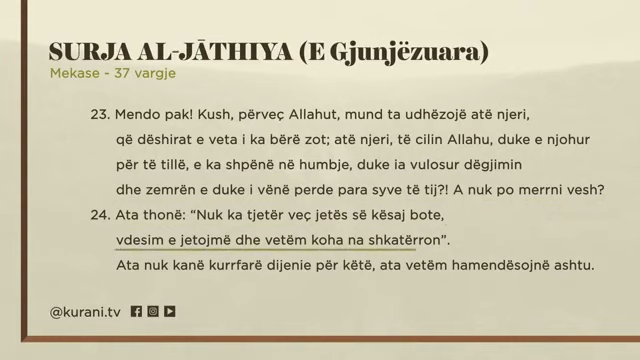 SURJA AL-JĀTHIYA (E Gjunjëzuara)
Mekase - 37 vargje
23. Mendo pak! Kush, përveç Allahut, mund ta udhëzojë atë njeri,
që dëshirat e veta i ka bërë zot; atë njeri, të cilin Allahu, duke e njohur
për të tillë, e ka shpënë në humbje, duke ia vulosur dëgjimin
dhe zemrën e duke i vënë perde para syve të tij?! A nuk po merrni vesh?
24. Ata thonë: “Nuk ka tjetër veç jetës së kësaj bote,
vdesim e jetojmë dhe vetëm koha na shkatërron”.
Ata nuk kanë kurrfarë dijenie për këtë, ata vetëm hamendësojnë ashtu.
@kurani.tv